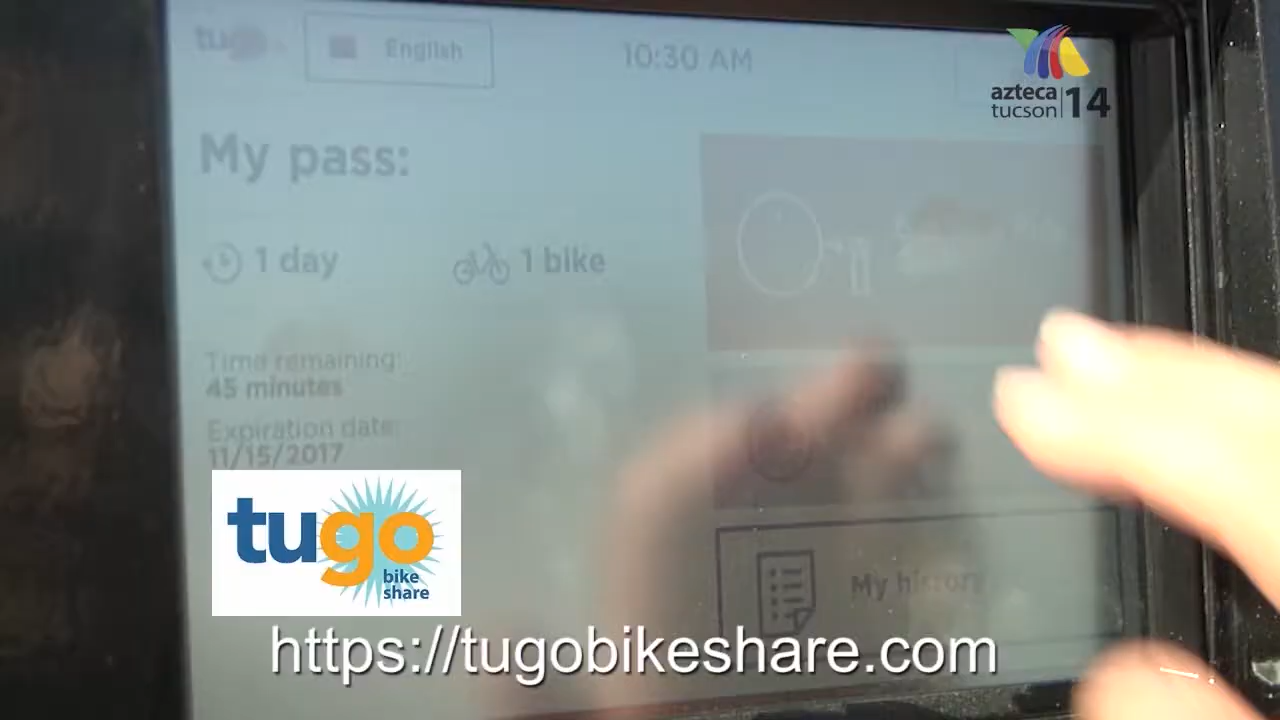 tugo
English
10:30 AM
azteca
tucson 14
My pass:
1 day
1 bike
Time remaining:
45 minutes
Expiration date:
11/15/2017
My history
tugo
bike
share
https://tugobikeshare.com